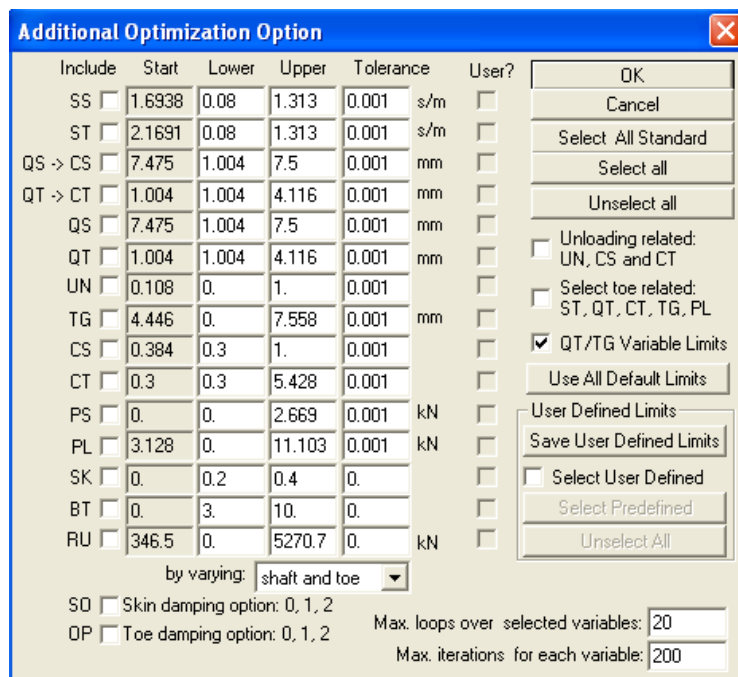 Additional Optimization Option
Include Start Lower Upper Tolerance User?
SS 1.6938 0.08 1.313 0.001 s/m
ST 2.1691 0.08 1.313 0.001 s/m
QS -> CS 7.475 1.004 7.5 0.001 mm
QT -> CT 1.004 1.004 4.116 0.001 mm
QS 7.475 1.004 7.5 0.001 mm
QT 1.004 1.004 4.116 0.001 mm
UN 0.108 0. 1. 0.001
TG 4.446 0. 7.558 0.001 mm
CS 0.384 0.3 1. 0.001
CT 0.3 0.3 5.428 0.001
PS 0. 0. 2.669 0.001 kN
PL 3.128 0. 11.103 0.001 kN
SK 0. 0.2 0.4 0.
BT 0. 3. 10. 0.
RU 346.5 0. 5270.7 0. kN
by varying: shaft and toe
SO Skin damping option: 0, 1, 2
OP Toe damping option: 0, 1, 2
OK
Cancel
Select All Standard
Select all
Unselect all
Unloading related:
UN, CS and CT
Select toe related:
ST, QT, CT, TG, PL
QT/TG Variable Limits
Use All Default Limits
User Defined Limits
Save User Defined Limits
Select User Defined
Select Predefined
Unselect All
Max. loops over selected variables: 20
Max. iterations for each variable: 200